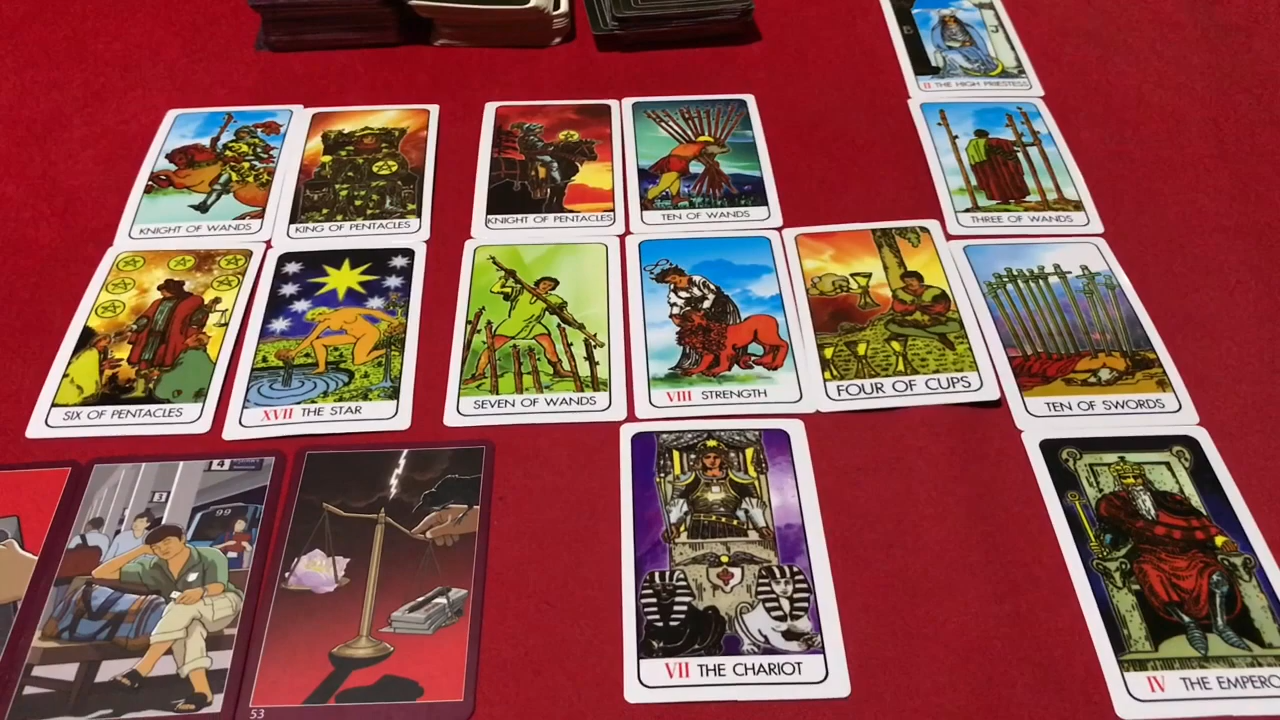 B J
II THE HIGH PRIESTESS
KNIGHT OF WANDS
KING OF PENTACLES
KNIGHT OF PENTACLES
TEN OF WANDS
THREE OF WANDS
SIX OF PENTACLES
XVII THE STAR
SEVEN OF WANDS
VIII STRENGTH
FOUR OF CUPS
TEN OF SWORDS
4
3
99
53
VII THE CHARIOT
IV THE EMPERO